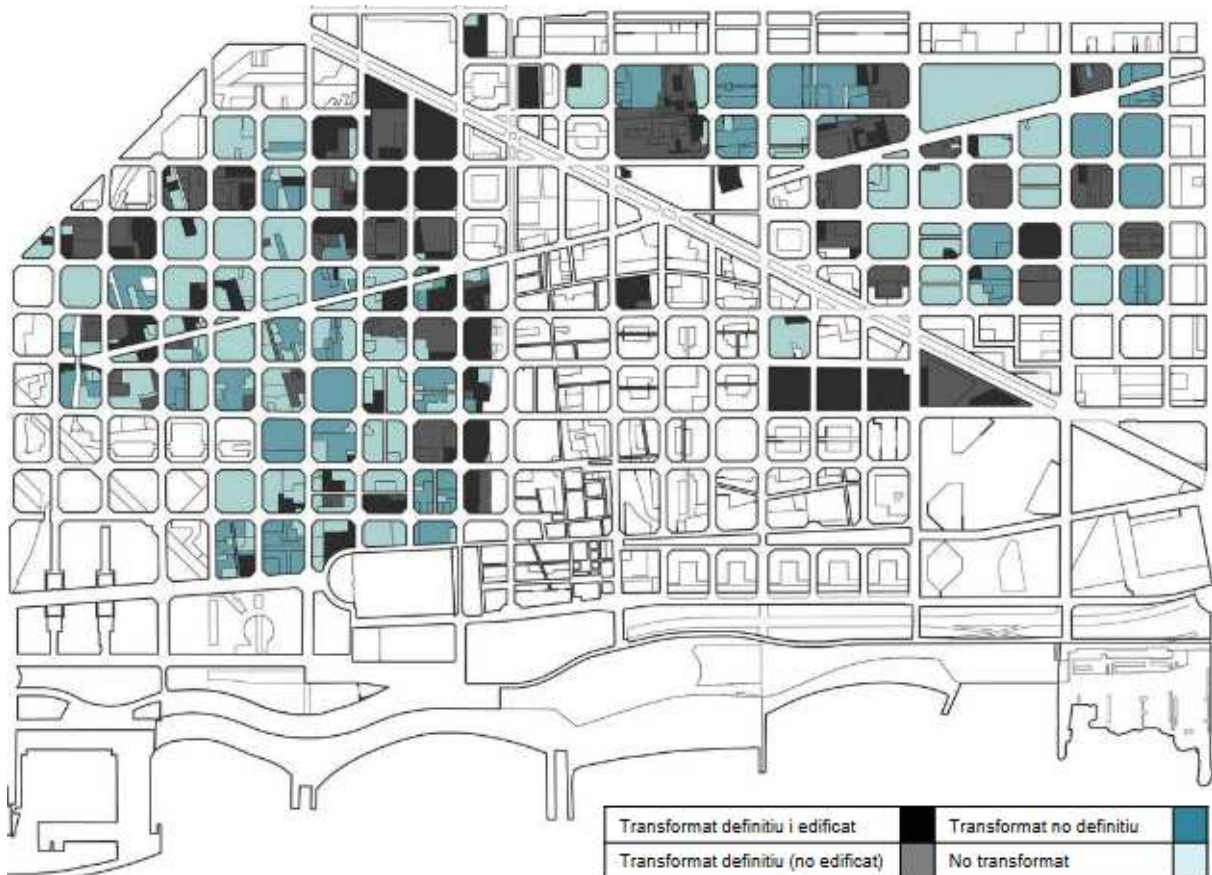 Transformat definitiu i edificat
Transformat no definitiu
Transformat definitiu (no edificat)
No transformat